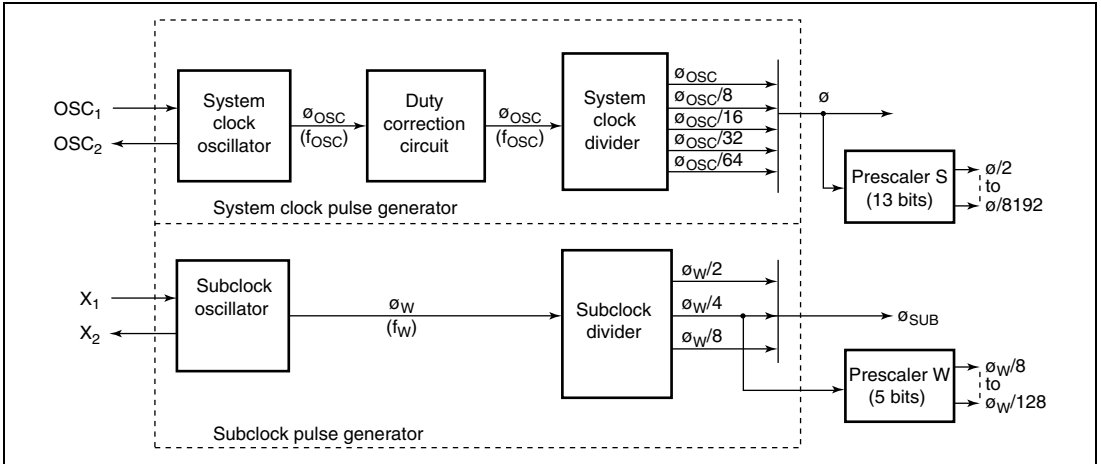 OSC1
OSC2
System
clock
oscillator
øOSC
(fOSC)
Duty
correction
circuit
øOSC
(fOSC)
System
clock
divider
øOSC
øOSC/8
øOSC/16
øOSC/32
øOSC/64
ø
Prescaler S
(13 bits)
ø/2
to
ø/8192
System clock pulse generator
X1
X2
Subclock
oscillator
øW
(fW)
Subclock
divider
øW/2
øW/4
øW/8
øSUB
Prescaler W
(5 bits)
øW/8
to
øW/128
Subclock pulse generator